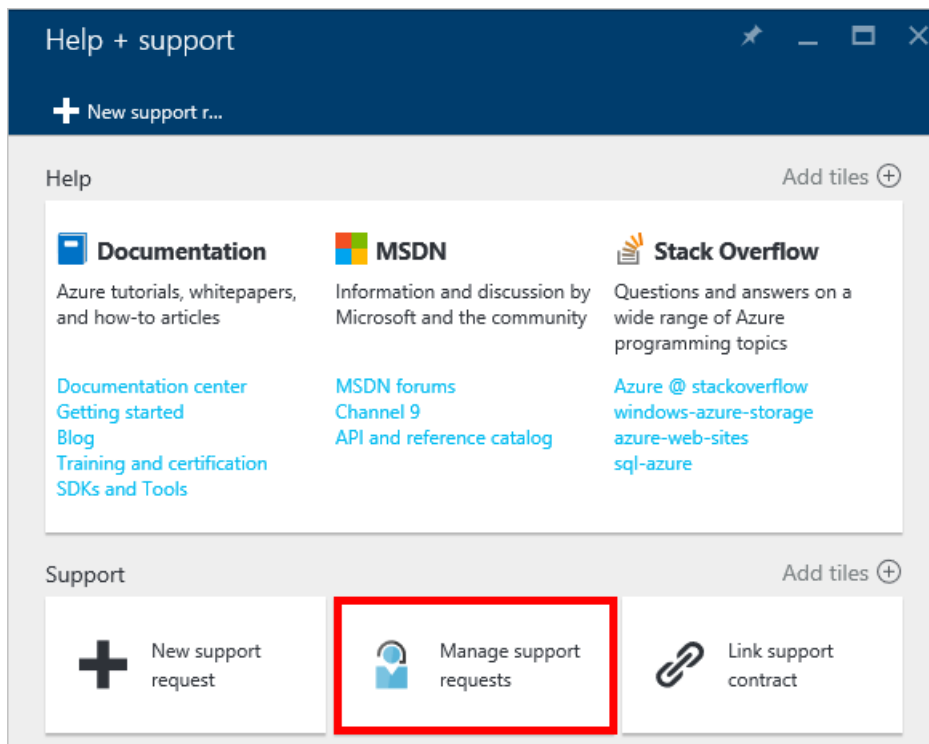 Help + support
New support r...
Help
Add tiles
Documentation
Azure tutorials, whitepapers,
and how-to articles
Documentation center
Getting started
Blog
Training and certification
SDKs and Tools
MSDN
Information and discussion by
Microsoft and the community
MSDN forums
Channel 9
API and reference catalog
Stack Overflow
Questions and answers on a
wide range of Azure
programming topics
Azure @ stackoverflow
windows-azure-storage
azure-web-sites
sql-azure
Support
Add tiles
New support
request
Manage support
requests
Link support
contract